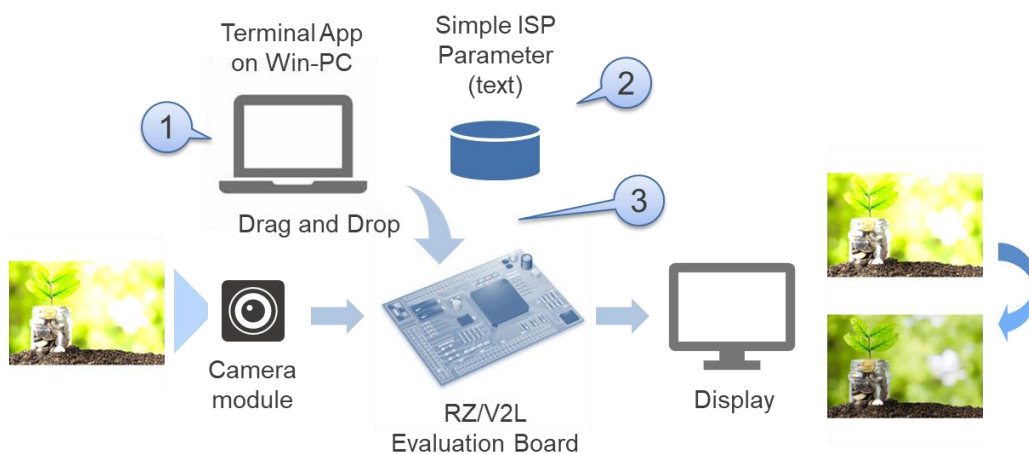 Terminal App
on Win-PC
Simple ISP
Parameter
(text)
1
2
3
Drag and Drop
Camera
module
RZ/V2L
Evaluation Board
Display